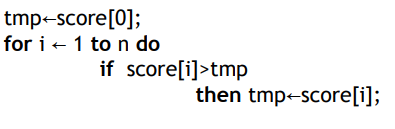 tmp←score[0];
for i ← 1 to n do
if score[i]>tmp
then tmp←score[i];